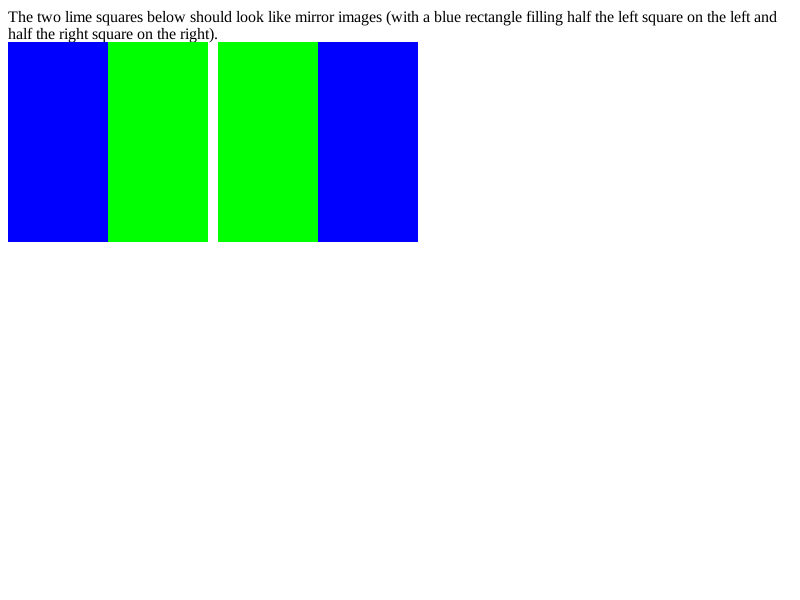 The two lime squares below should look like mirror images (with a blue rectangle filling half the left square on the left and
half the right square on the right).